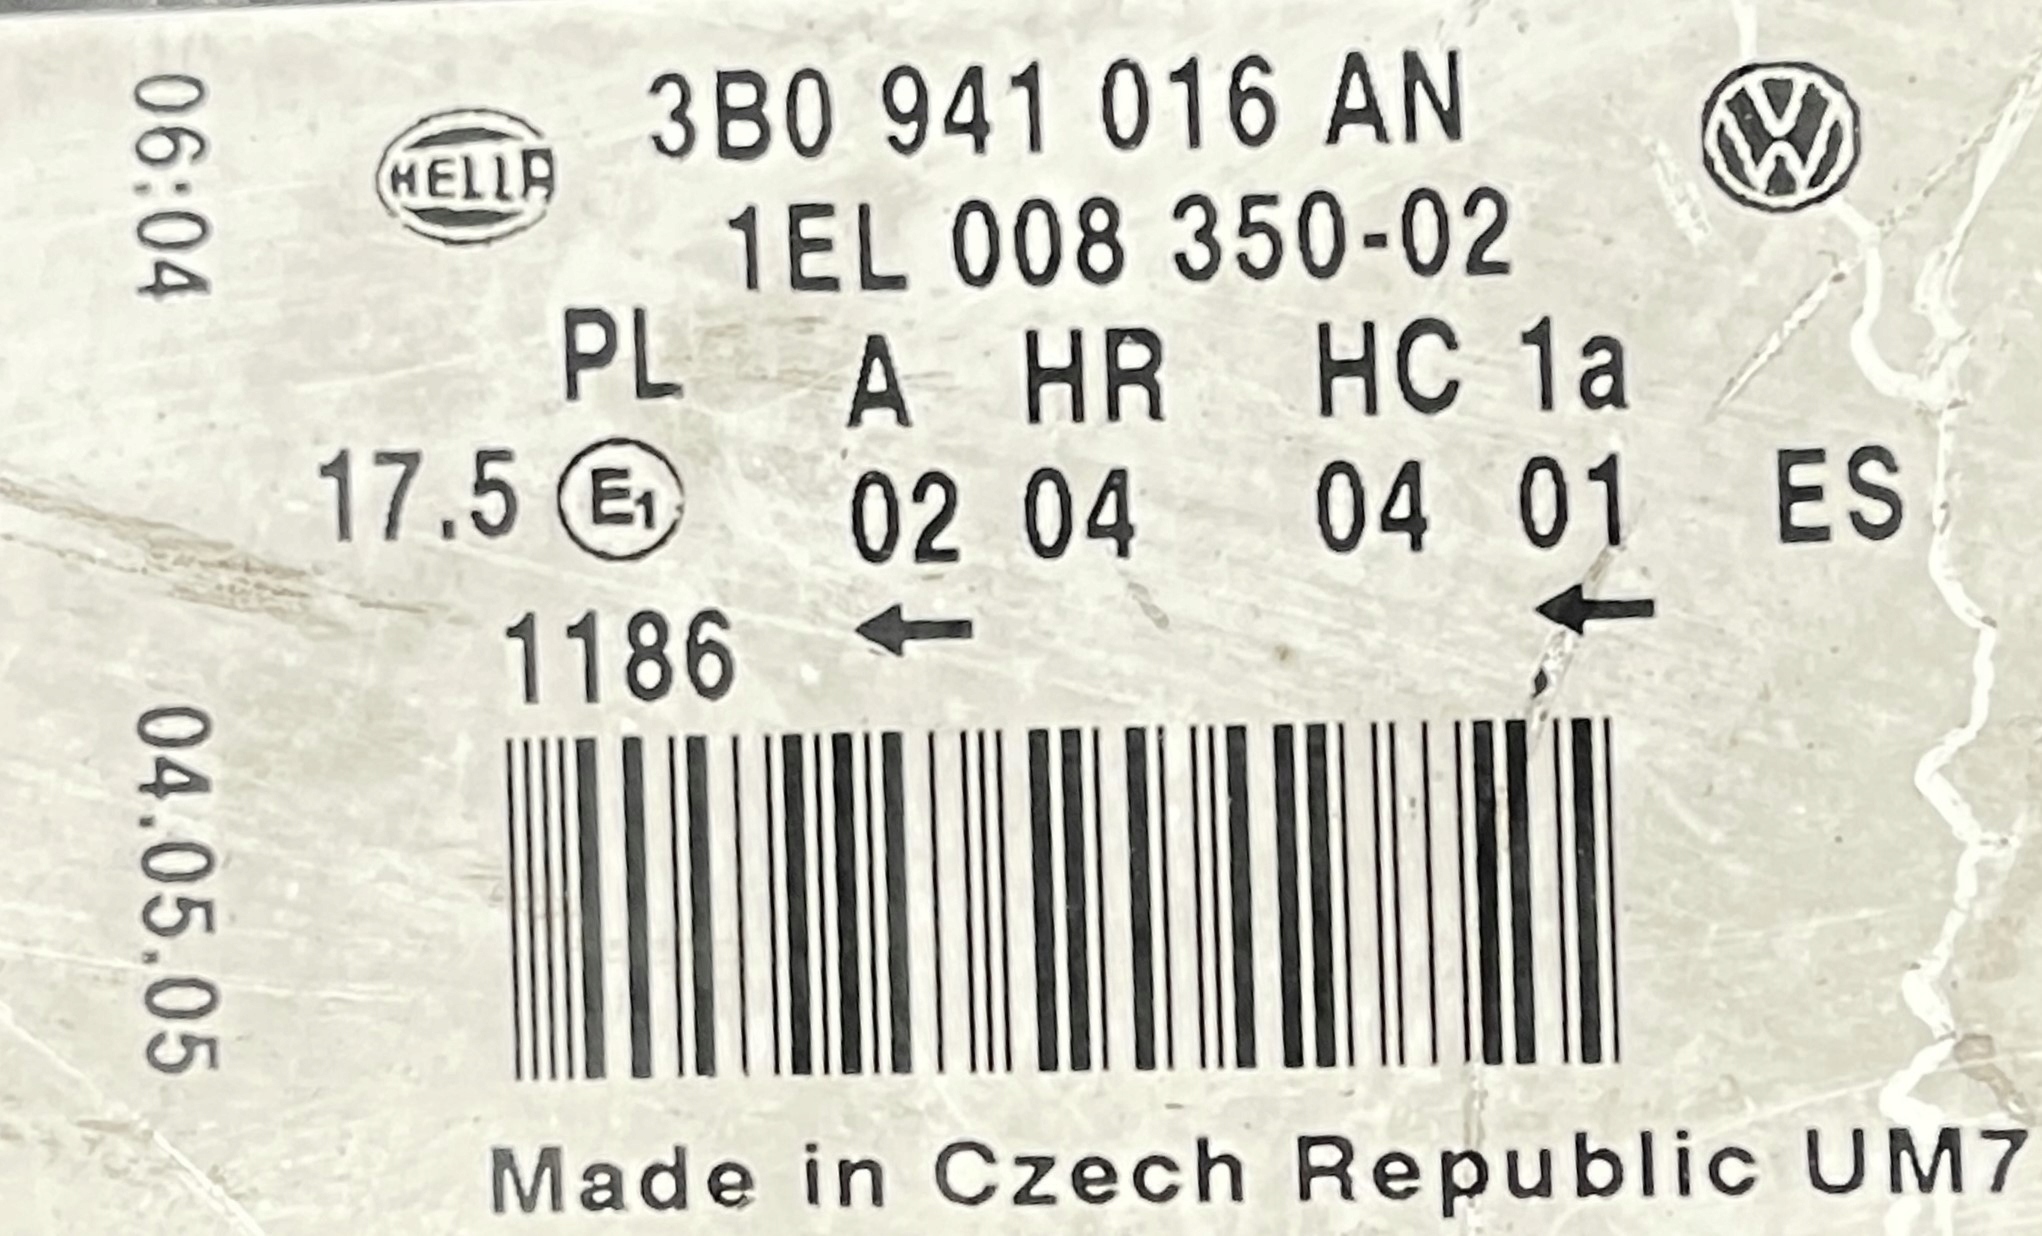 06:04
HELLA
3B0 941 016 AN
1EL 008 350-02
PL A HR HC 1a
17.5 E1 02 04 04 01 ES
1186
04.05.05
Made in Czech Republic UM7